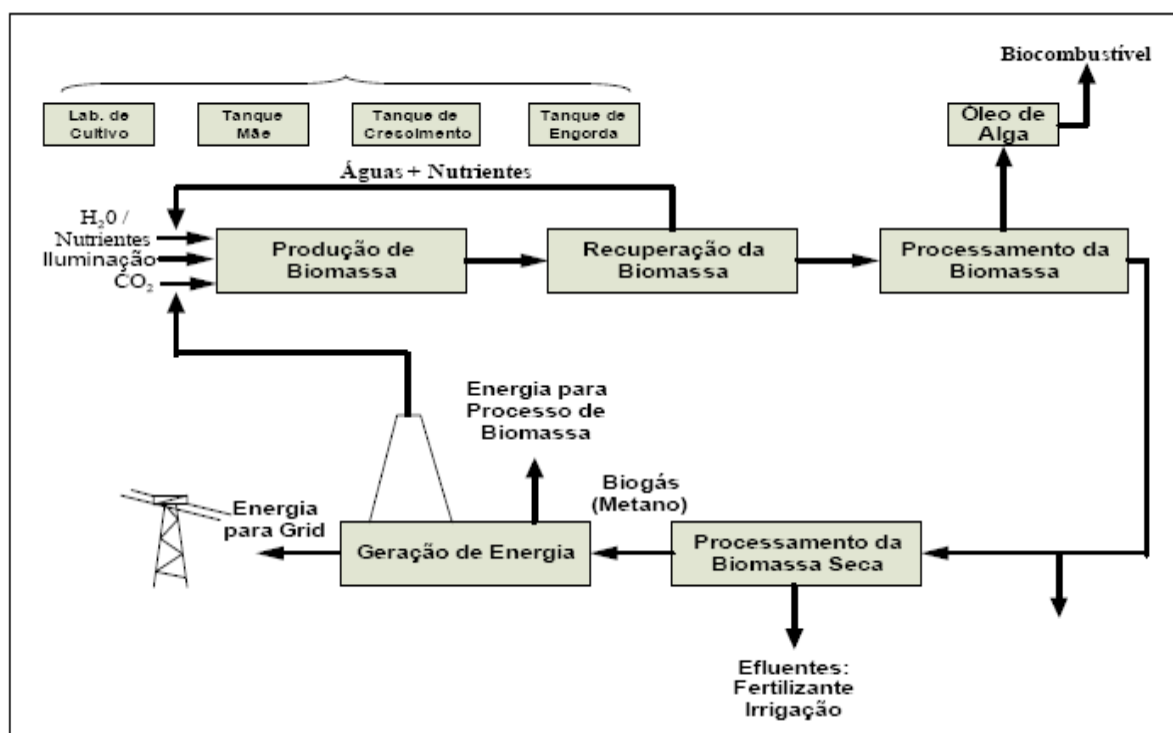 Biocombustível
Lab. de
Cultivo
Tanque
Mãe
Tanque de
Crescimento
Tanque de
Engorda
Óleo de
Alga
Águas + Nutrientes
H₂0 /
Nutrientes
Iluminação
CO₂
Produção de
Biomassa
Recuperação da
Biomassa
Processamento da
Biomassa
Energia para
Processo de
Biomassa
Energia
para Grid
Geração de Energia
Biogás
(Metano)
Processamento da
Biomassa Seca
Efluentes:
Fertilizante
Irrigação